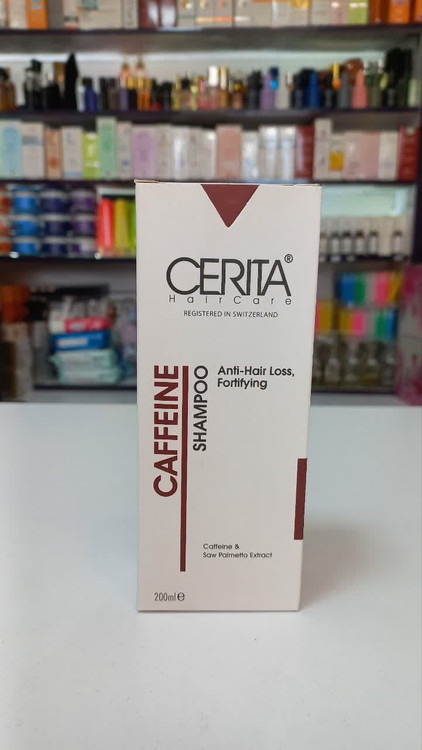 CERITA®
HairCare
REGISTERED IN SWITZERLAND
CAFFEINE
SHAMPOO
Anti-Hair Loss,
Fortifying
Caffeine &
Saw Palmetto Extract
200ml ℮